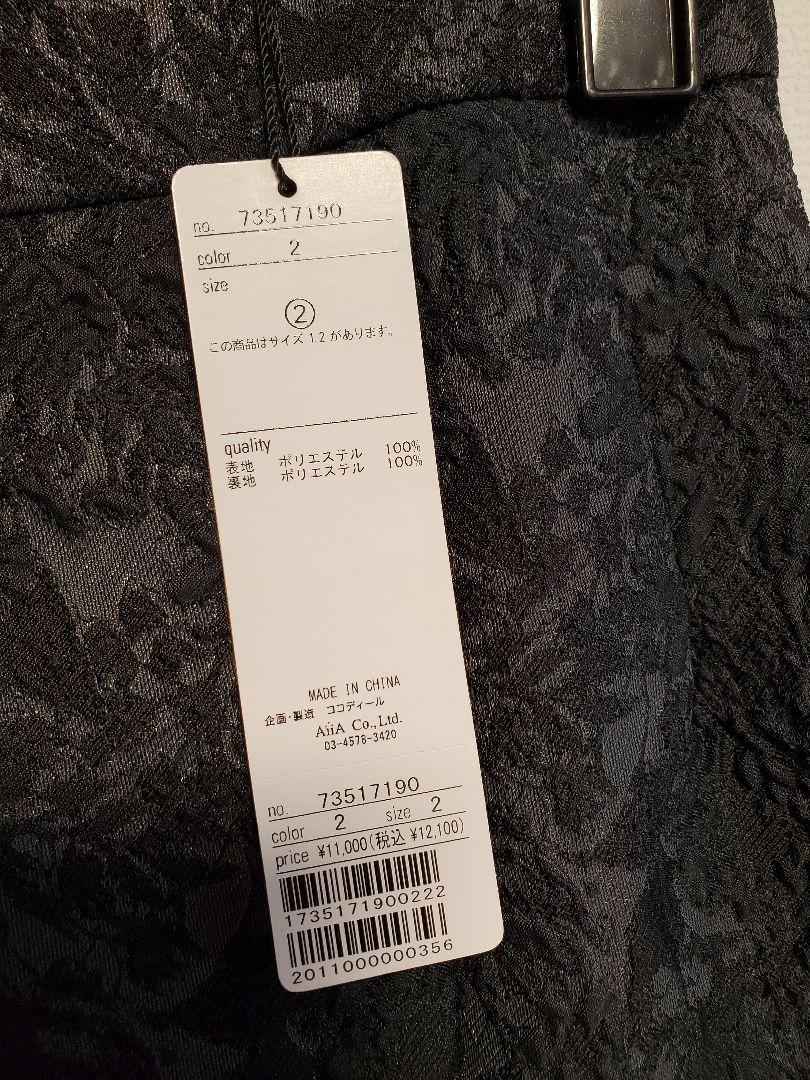 no. 73517190
color 2
size
②
この商品はサイズ 1.2 があります。
quality
表地 ポリエステル 100%
裏地 ポリエステル 100%
MADE IN CHINA
企画・製造 ココディール
AiiA Co.,Ltd.
03-4578-3420
no. 73517190
color 2 size 2
price ¥11,000(税込 ¥12,100)
1735171900222
2011000000356